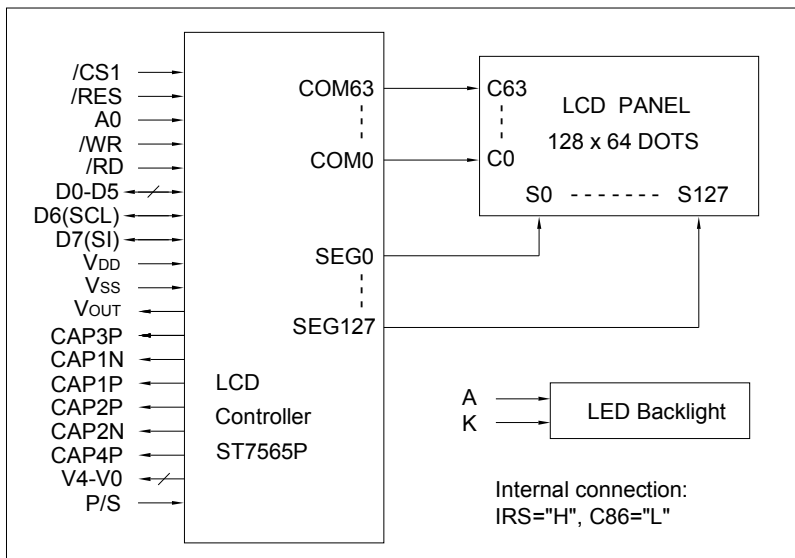 /CS1
/RES
A0
/WR
/RD
D0-D5
D6(SCL)
D7(SI)
VDD
VSS
VOUT
CAP3P
CAP1N
CAP1P
CAP2P
CAP2N
CAP4P
V4-V0
P/S
COM63
COM0
SEG0
SEG127
LCD
Controller
ST7565P
C63
LCD PANEL
128 x 64 DOTS
C0
S0 - - - - - - - S127
A
K
LED Backlight
Internal connection:
IRS="H", C86="L"